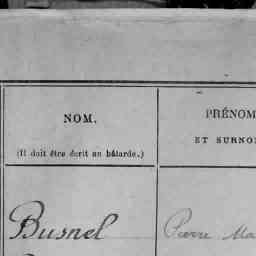 NOM.
(Il doit être écrit en bâtarde.)
PRÉNOM
ET SURNO
Busnel
Pierre Ma